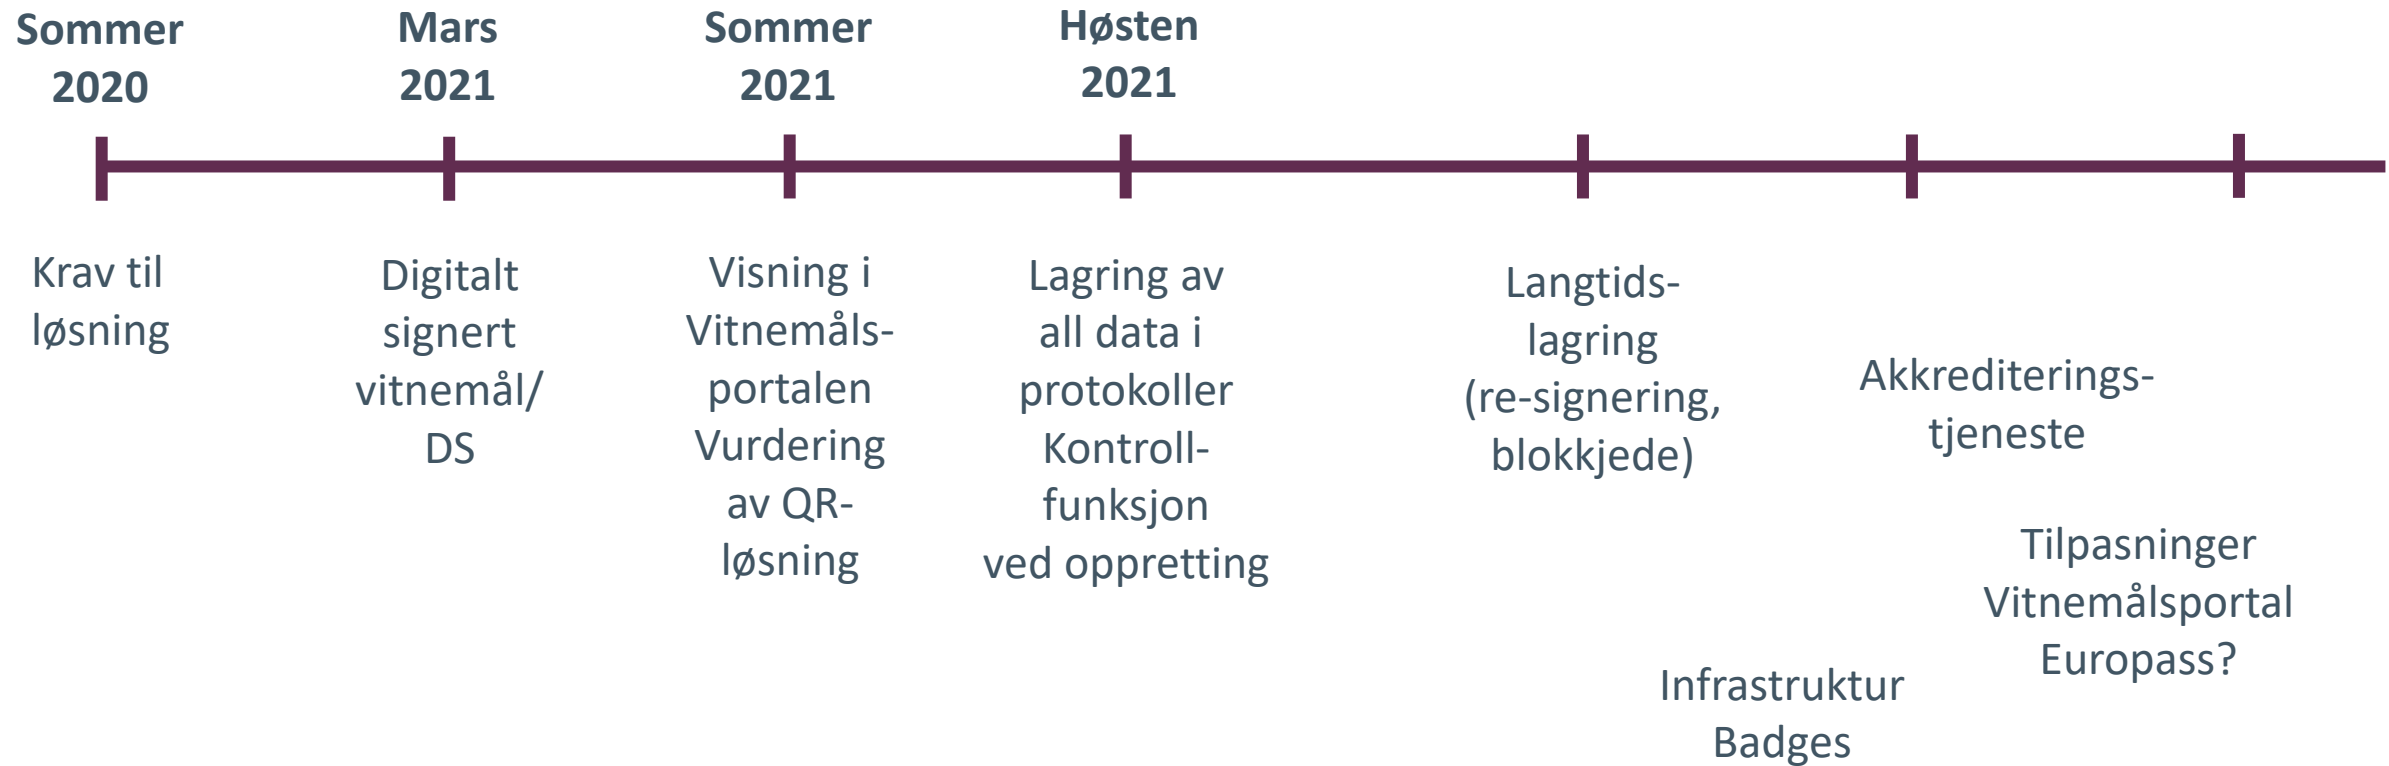 Sommer
2020
Mars
2021
Sommer
2021
Høsten
2021
Krav til
løsning
Digitalt
signert
vitnemål/
DS
Visning i
Vitnemåls-
portalen
Vurdering
av QR-
løsning
Lagring av
all data i
protokoller
Kontroll-
funksjon
ved oppretting
Langtids-
lagring
(re-signering,
blokkjede)
Akkrediterings-
tjeneste
Tilpasninger
Vitnemålsportal
Europass?
Infrastruktur
Badges